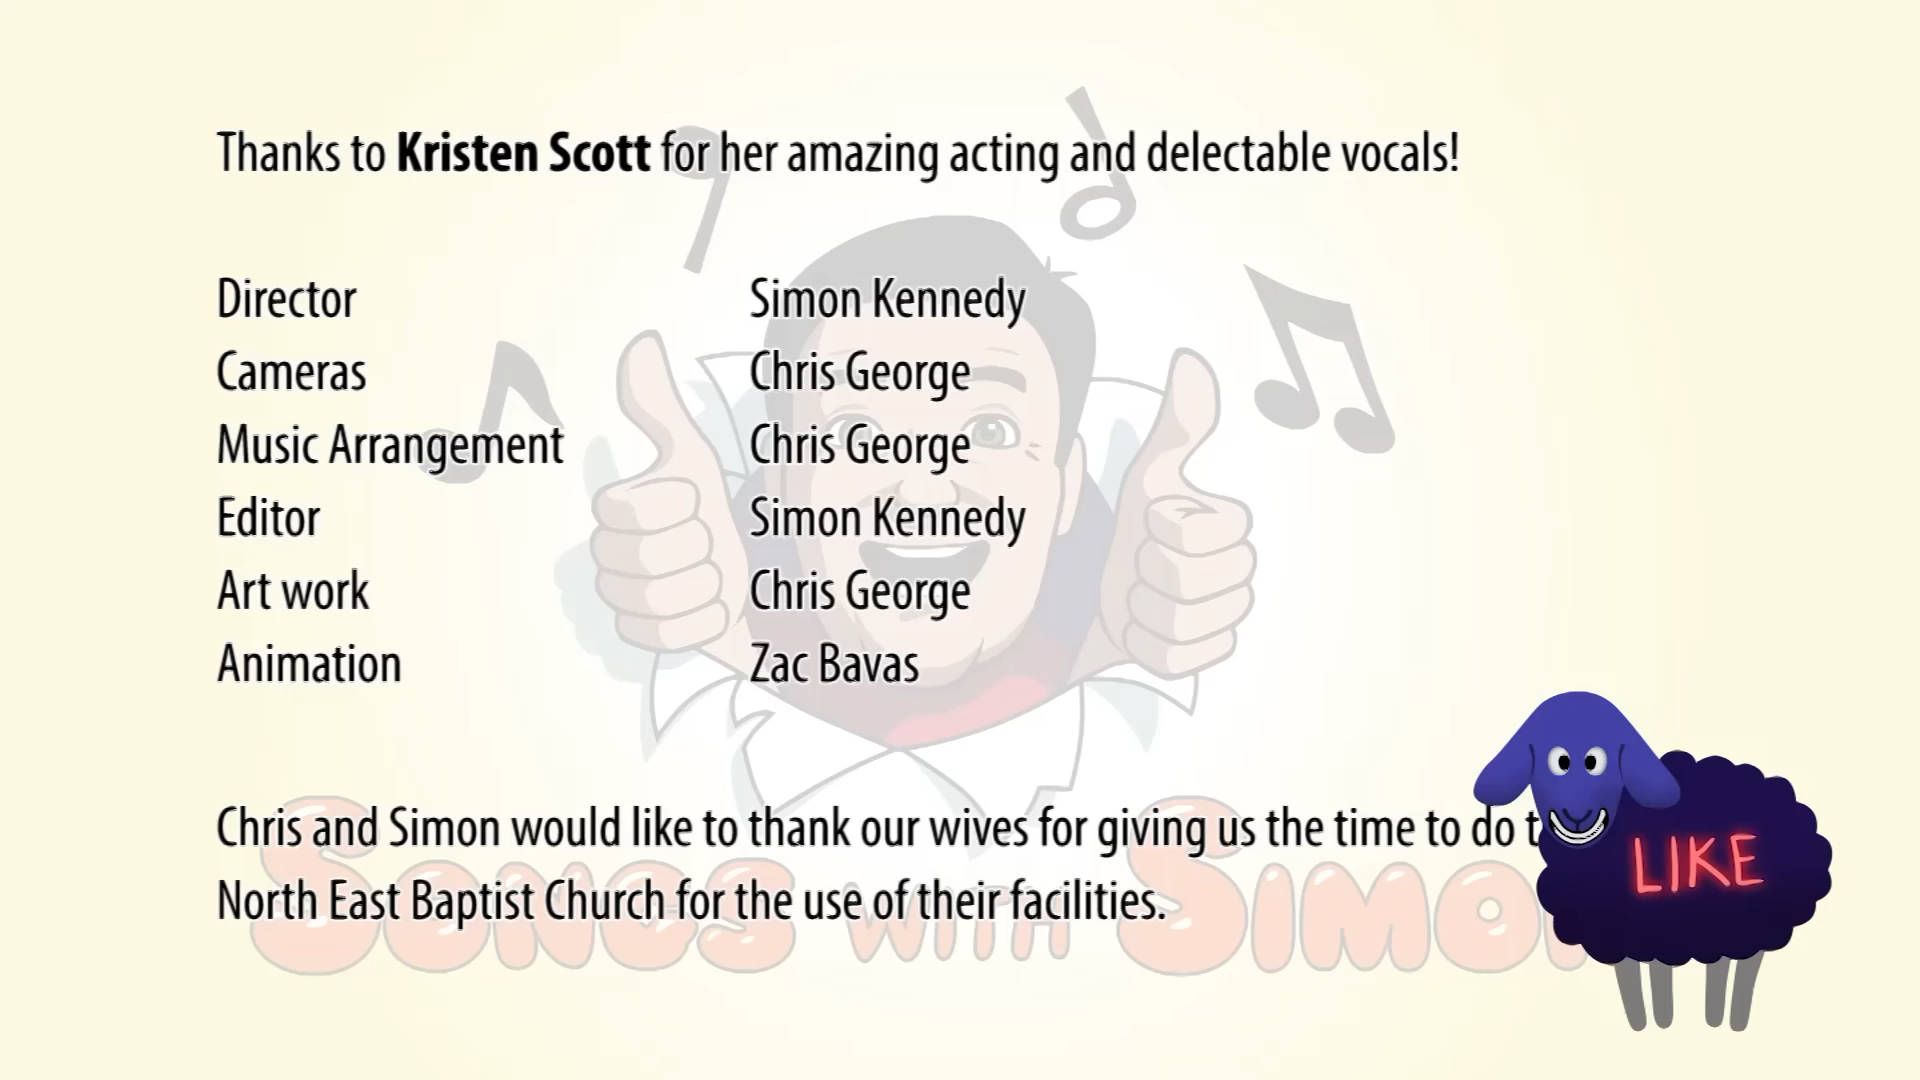 Thanks to Kristen Scott for her amazing acting and delectable vocals!
Director Simon Kennedy
Cameras Chris George
Music Arrangement Chris George
Editor Simon Kennedy
Art work Chris George
Animation Zac Bavas
Chris and Simon would like to thank our wives for giving us the time to do
North East Baptist Church for the use of their facilities.
SONGS WITH
LIKE